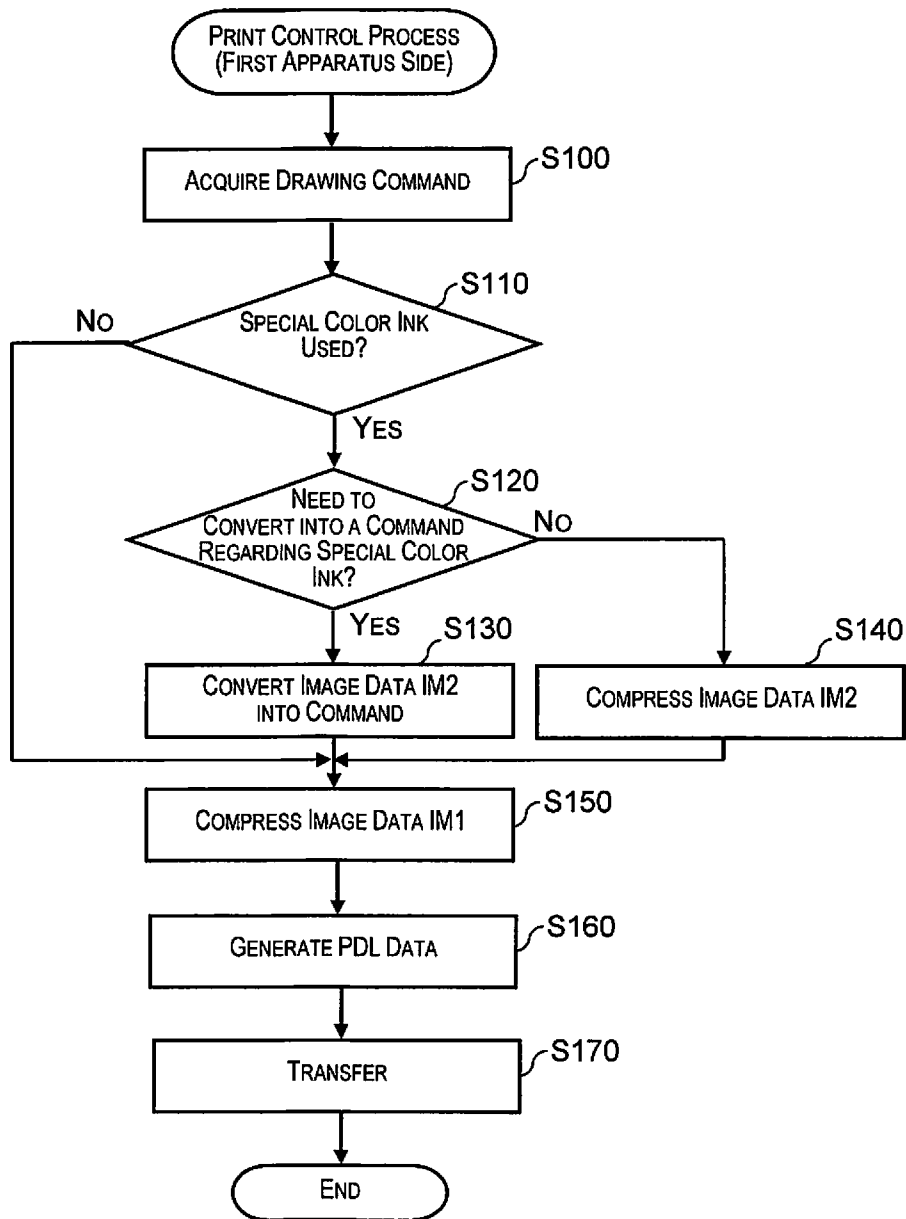 PRINT CONTROL PROCESS
(FIRST APPARATUS SIDE)
S100
ACQUIRE DRAWING COMMAND
S110
NO
SPECIAL COLOR INK
USED?
YES
S120
NEED TO
CONVERT INTO A COMMAND
REGARDING SPECIAL COLOR
INK?
NO
YES
S130
CONVERT IMAGE DATA IM2
INTO COMMAND
S140
COMPRESS IMAGE DATA IM2
S150
COMPRESS IMAGE DATA IM1
S160
GENERATE PDL DATA
S170
TRANSFER
END